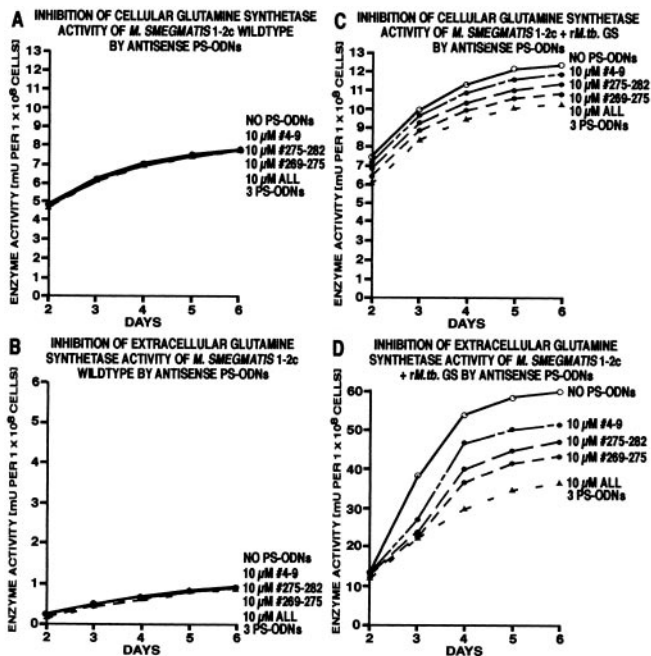 A
INHIBITION OF CELLULAR GLUTAMINE SYNTHETASE
ACTIVITY OF M. SMEGMATIS 1-2c WILDTYPE
BY ANTISENSE PS-ODNs
ENZYME ACTIVITY [mU PER 1 x 10⁸ CELLS]
13
12
11
10
9
8
7
6
5
4
3
2
1
0
NO PS-ODNs
10 µM #4-9
10 µM #275-282
10 µM #269-275
10 µM ALL
3 PS-ODNs
2 3 4 5 6
DAYS
B
INHIBITION OF EXTRACELLULAR GLUTAMINE
SYNTHETASE ACTIVITY OF M. SMEGMATIS 1-2c
WILDTYPE BY ANTISENSE PS-ODNs
ENZYME ACTIVITY [mU PER 1 x 10⁸ CELLS]
6
5
4
3
2
1
0
NO PS-ODNs
10 µM #4-9
10 µM #275-282
10 µM #269-275
10 µM ALL
3 PS-ODNs
2 3 4 5 6
DAYS
C
INHIBITION OF CELLULAR GLUTAMINE SYNTHETASE
ACTIVITY OF M. SMEGMATIS 1-2c + rM.tb. GS
BY ANTISENSE PS-ODNs
ENZYME ACTIVITY [mU PER 1 x 10⁸ CELLS]
13
12
11
10
9
8
7
6
5
4
3
2
1
0
NO PS-ODNs
10 µM #4-9
10 µM #275-282
10 µM #269-275
10 µM ALL
3 PS-ODNs
2 3 4 5 6
DAYS
D
INHIBITION OF EXTRACELLULAR GLUTAMINE
SYNTHETASE ACTIVITY OF M. SMEGMATIS 1-2c
+ rM.tb. GS BY ANTISENSE PS-ODNs
ENZYME ACTIVITY [mU PER 1 x 10⁸ CELLS]
60
50
40
30
20
10
0
NO PS-ODNs
10 µM #4-9
10 µM #275-282
10 µM #269-275
10 µM ALL
3 PS-ODNs
2 3 4 5 6
DAYS